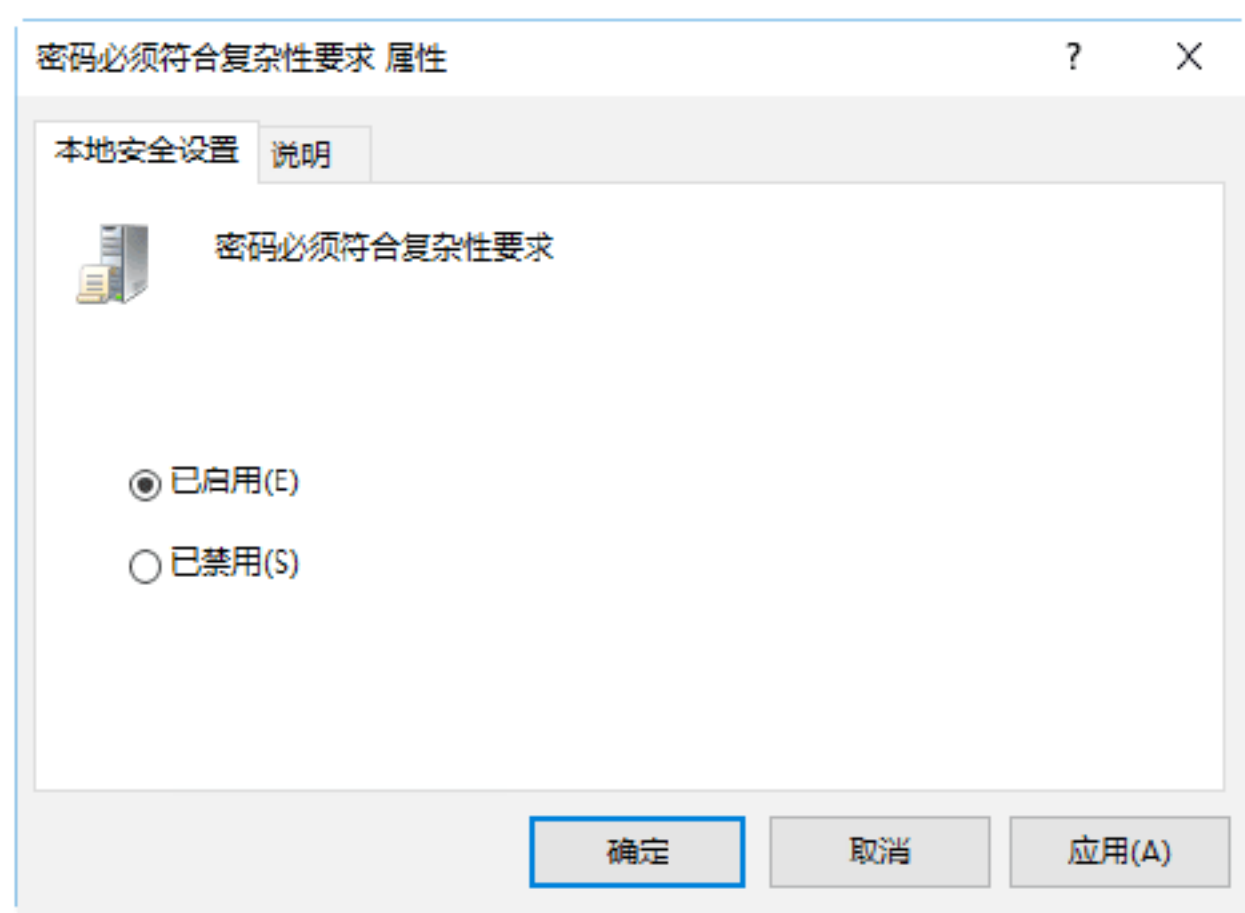 密码必须符合复杂性要求 属性 ? ×
本地安全设置 说明
密码必须符合复杂性要求
已启用(E)
已禁用(S)
确定 取消 应用(A)